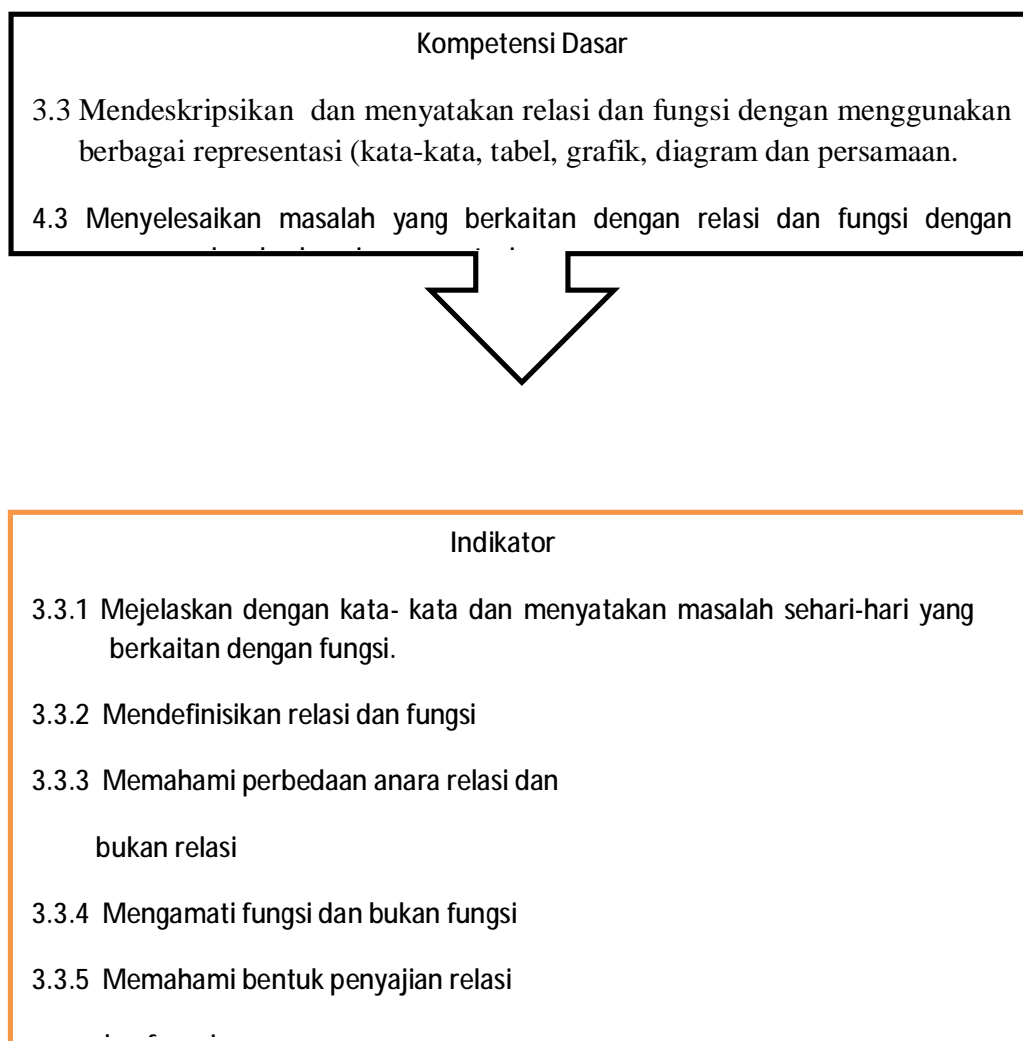 Kompetensi Dasar
3.3 Mendeskripsikan dan menyatakan relasi dan fungsi dengan menggunakan
berbagai representasi (kata-kata, tabel, grafik, diagram dan persamaan.
4.3 Menyelesaikan masalah yang berkaitan dengan relasi dan fungsi dengan
Indikator
3.3.1 Mejelaskan dengan kata- kata dan menyatakan masalah sehari-hari yang
berkaitan dengan fungsi.
3.3.2 Mendefinisikan relasi dan fungsi
3.3.3 Memahami perbedaan anara relasi dan
bukan relasi
3.3.4 Mengamati fungsi dan bukan fungsi
3.3.5 Memahami bentuk penyajian relasi